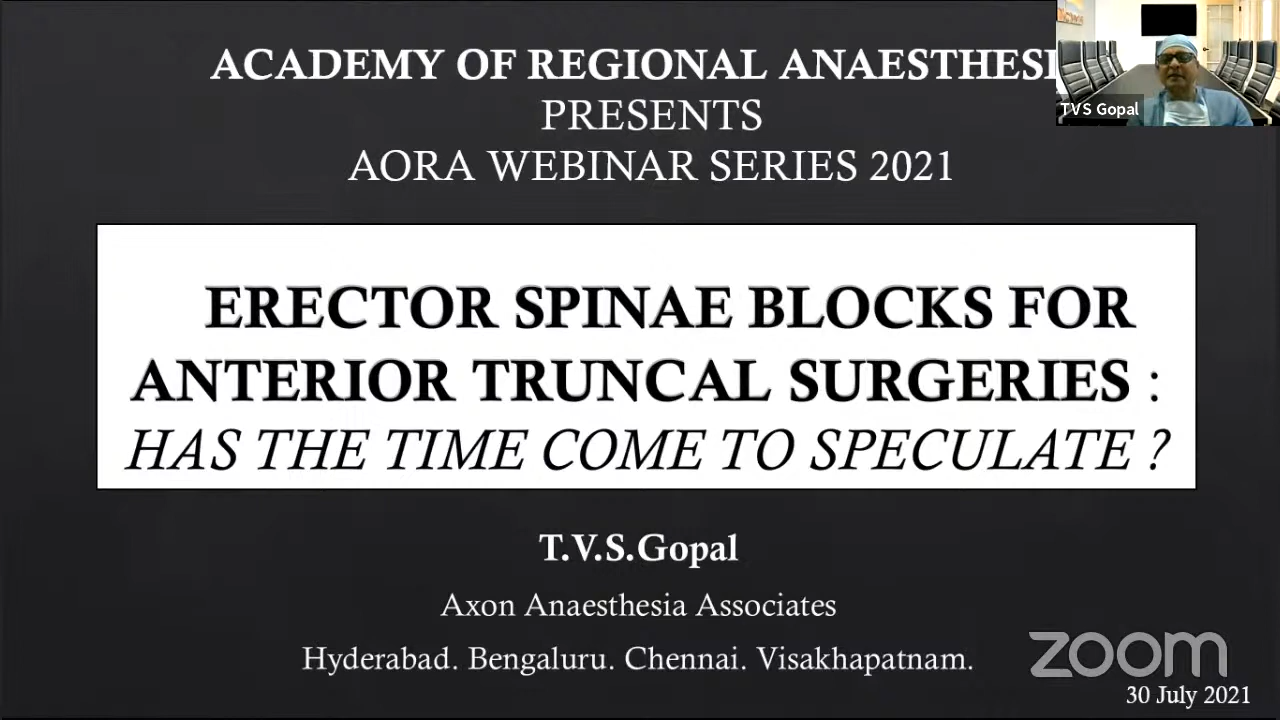 ACADEMY OF REGIONAL ANAESTHESI
PRESENTS
AORA WEBINAR SERIES 2021
TVS Gopal
ERECTOR SPINAE BLOCKS FOR
ANTERIOR TRUNCAL SURGERIES :
HAS THE TIME COME TO SPECULATE ?
T.V.S.Gopal
Axon Anaesthesia Associates
Hyderabad. Bengaluru. Chennai. Visakhapatnam.
zoom
30 July 2021